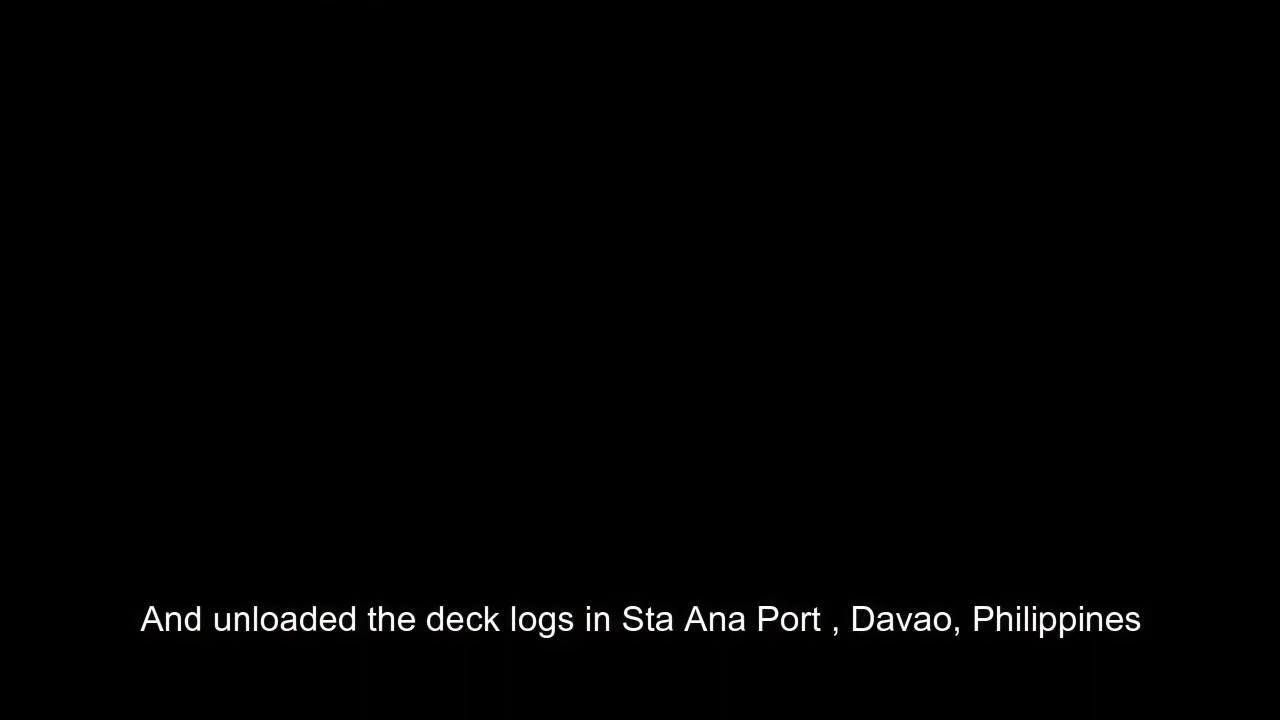 And unloaded the deck logs in Sta Ana Port , Davao, Philippines